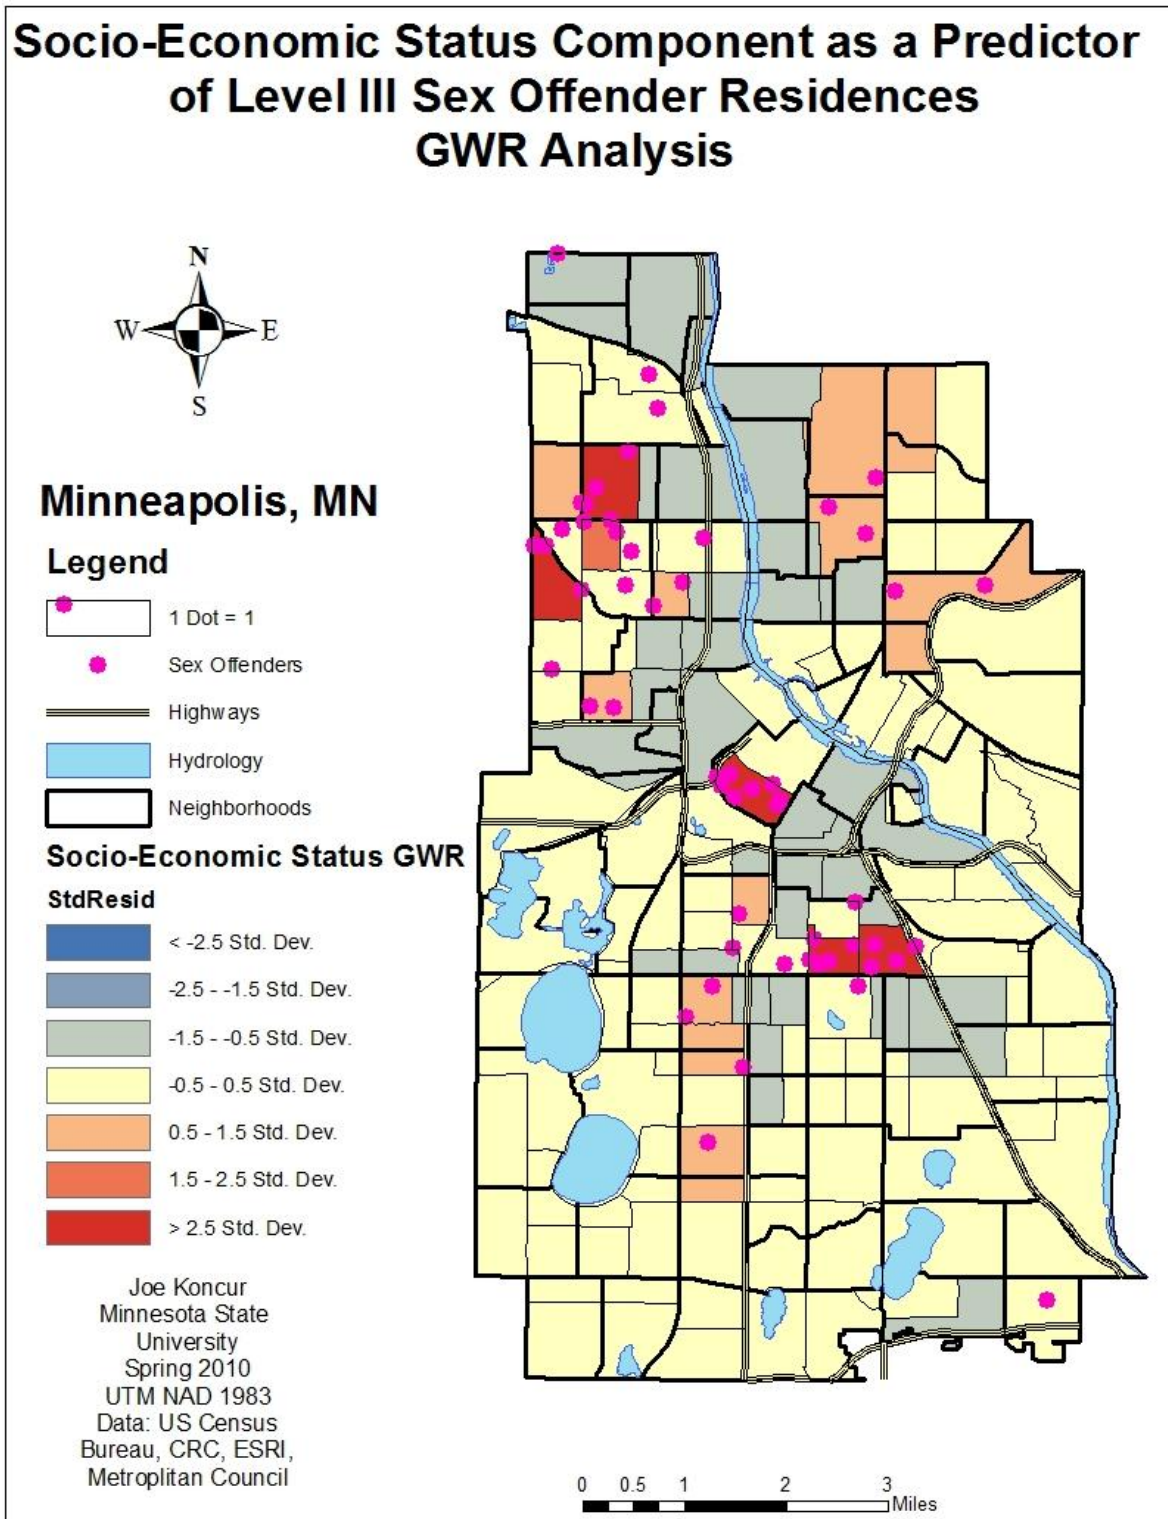 Socio-Economic Status Component as a Predictor
of Level III Sex Offender Residences
GWR Analysis
N
W
E
S
Minneapolis, MN
Legend
1 Dot = 1
Sex Offenders
Highways
Hydrology
Neighborhoods
Socio-Economic Status GWR
StdResid
< -2.5 Std. Dev.
-2.5 - -1.5 Std. Dev.
-1.5 - -0.5 Std. Dev.
-0.5 - 0.5 Std. Dev.
0.5 - 1.5 Std. Dev.
1.5 - 2.5 Std. Dev.
> 2.5 Std. Dev.
Joe Koncur
Minnesota State
University
Spring 2010
UTM NAD 1983
Data: US Census
Bureau, CRC, ESRI,
Metroplitan Council
0 0.5 1 2 3
Miles